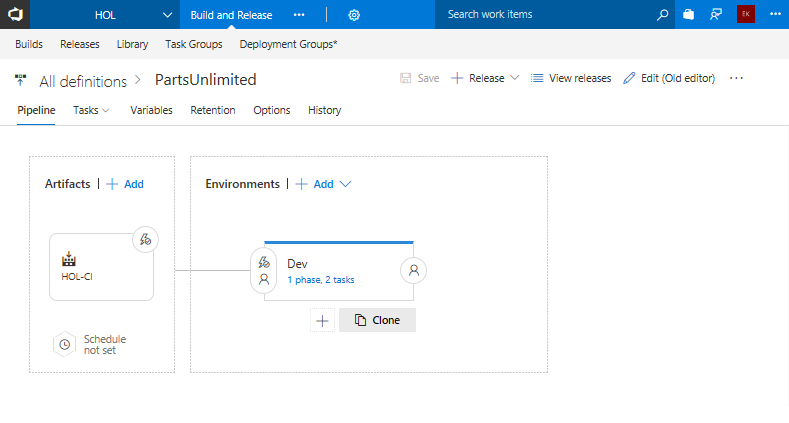 HOL
Build and Release
Search work items
EK
Builds Releases Library Task Groups Deployment Groups*
All definitions > PartsUnlimited
Save + Release View releases Edit (Old editor) ...
Pipeline Tasks Variables Retention Options History
Artifacts | + Add
Environments | + Add
HOL-CI
Dev
1 phase, 2 tasks
+ Clone
Schedule
not set